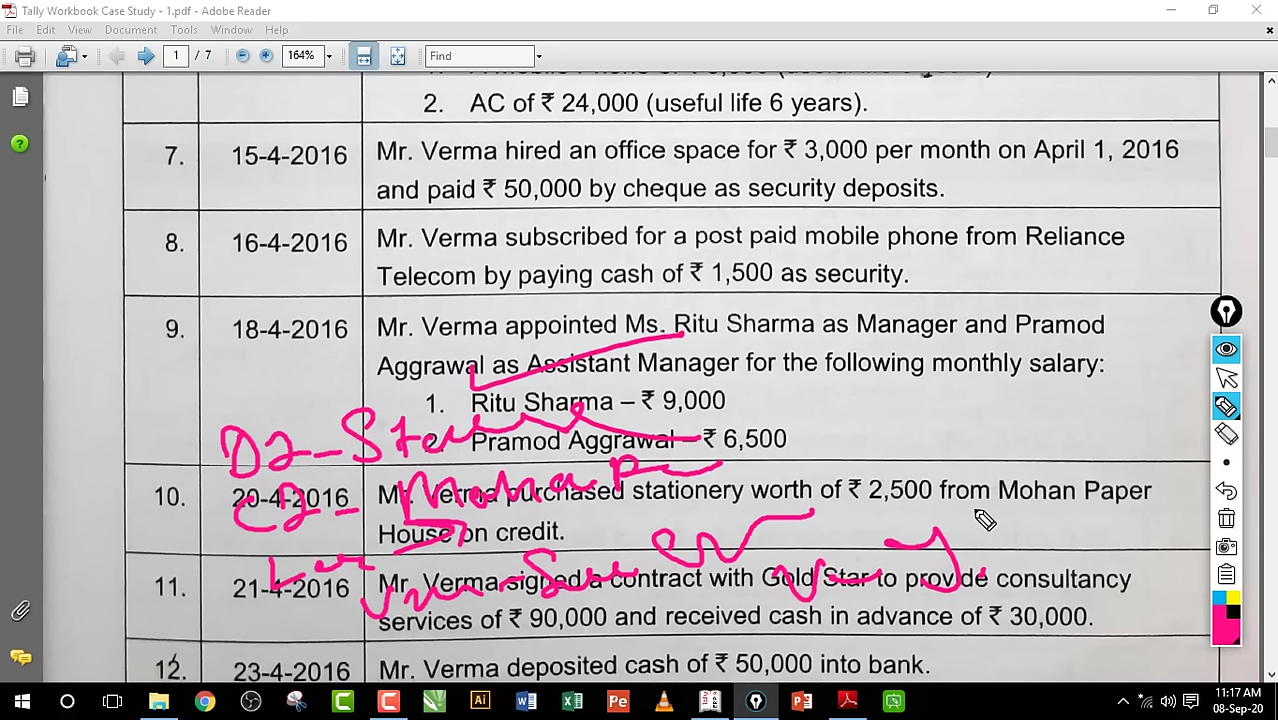 Tally Workbook Case Study - 1.pdf - Adobe Reader
File Edit View Document Tools Window Help
1 / 7 164% Find
2. AC of ₹ 24,000 (useful life 6 years).
7. 15-4-2016 Mr. Verma hired an office space for ₹ 3,000 per month on April 1, 2016
and paid ₹ 50,000 by cheque as security deposits.
8. 16-4-2016 Mr. Verma subscribed for a post paid mobile phone from Reliance
Telecom by paying cash of ₹ 1,500 as security.
9. 18-4-2016 Mr. Verma appointed Ms. Ritu Sharma as Manager and Pramod
Aggrawal as Assistant Manager for the following monthly salary:
1. Ritu Sharma – ₹ 9,000
2. Pramod Aggrawal – ₹ 6,500
10. 20-4-2016 Mr. Verma purchased stationery worth of ₹ 2,500 from Mohan Paper
House on credit.
11. 21-4-2016 Mr. Verma signed a contract with Gold Star to provide consultancy
services of ₹ 90,000 and received cash in advance of ₹ 30,000.
12. 23-4-2016 Mr. Verma deposited cash of ₹ 50,000 into bank.
11:17 AM
08-Sep-20